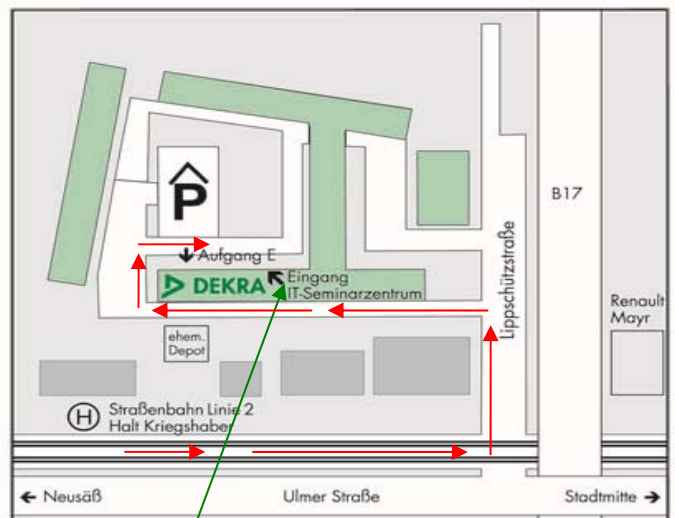 P
B17
Aufgang E
DEKRA
Eingang
IT-Seminarzentrum
Lippschützstraße
Renault
Mayr
ehem.
Depot
H
Straßenbahn Linie 2
Halt Kriegshaber
← Neusäß
Ulmer Straße
Stadtmitte →